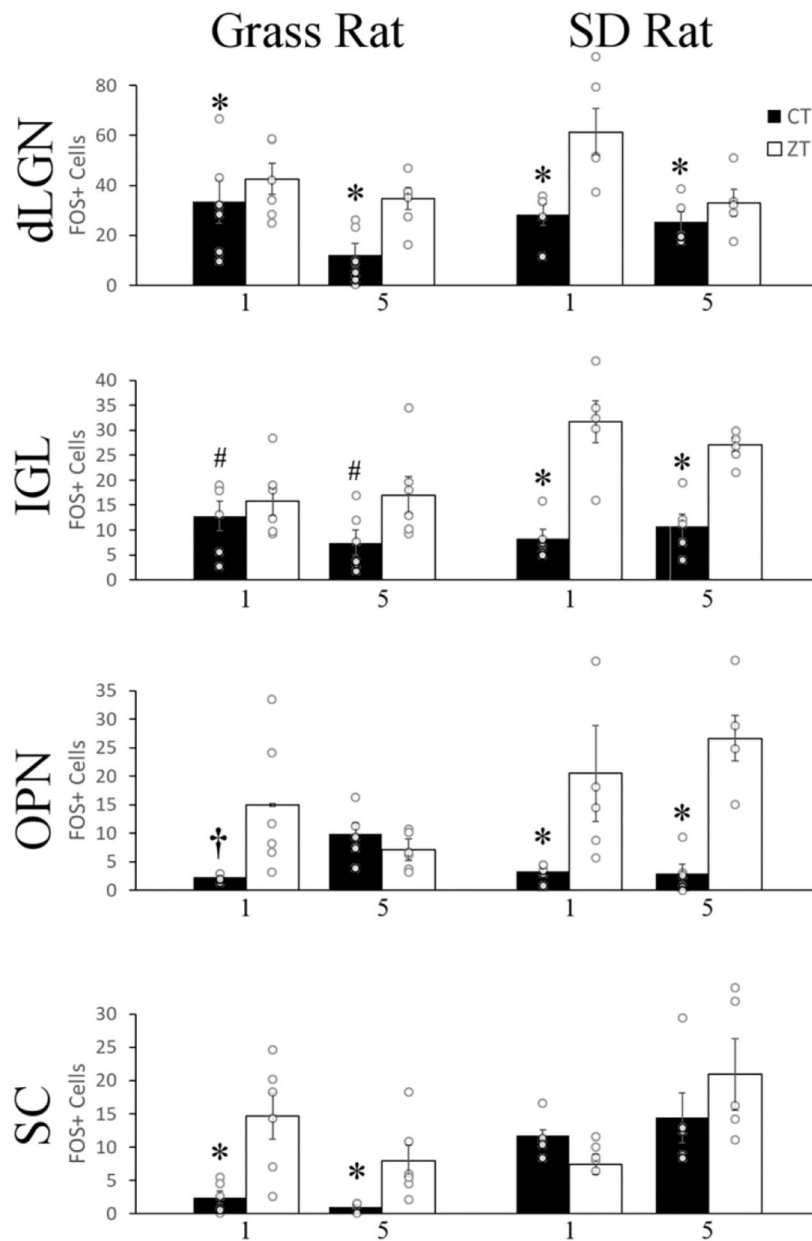 Grass Rat SD Rat
dLGN
FOS+ Cells
80
60
40
20
0
* * * *
CT
ZT
1 5 1 5
IGL
FOS+ Cells
40
35
30
25
20
15
10
5
0
# # * *
1 5 1 5
OPN
FOS+ Cells
35
30
25
20
15
10
5
0
† * *
1 5 1 5
SC
FOS+ Cells
30
25
20
15
10
5
0
* *
1 5 1 5